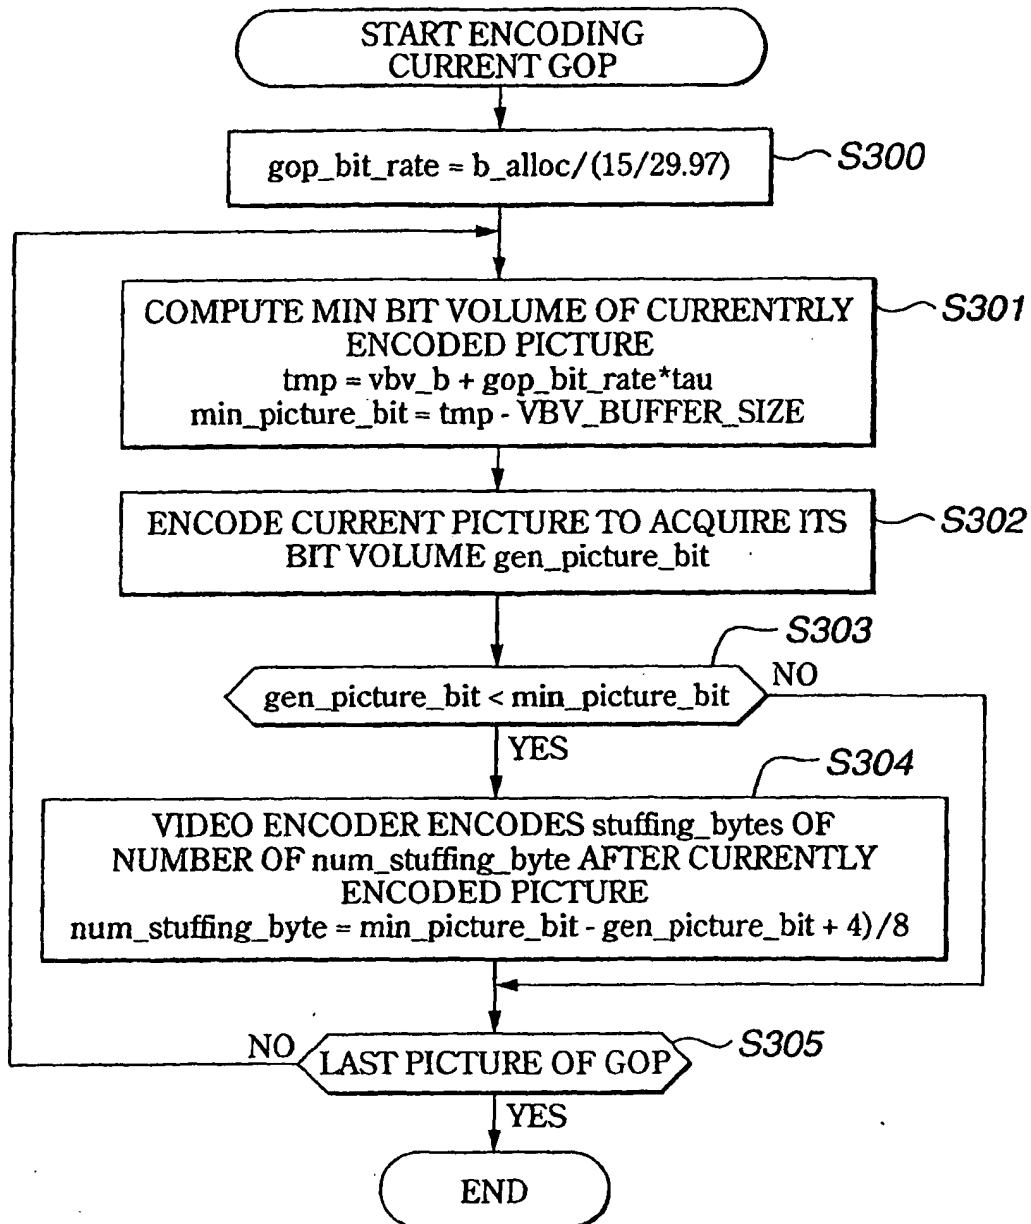 START ENCODING
CURRENT GOP
gop_bit_rate = b_alloc/(15/29.97)
S300
COMPUTE MIN BIT VOLUME OF CURRENTRLY
ENCODED PICTURE
tmp = vbv_b + gop_bit_rate*tau
min_picture_bit = tmp - VBV_BUFFER_SIZE
S301
ENCODE CURRENT PICTURE TO ACQUIRE ITS
BIT VOLUME gen_picture_bit
S302
S303
gen_picture_bit < min_picture_bit
NO
YES
S304
VIDEO ENCODER ENCODES stuffing_bytes OF
NUMBER OF num_stuffing_byte AFTER CURRENTLY
ENCODED PICTURE
num_stuffing_byte = min_picture_bit - gen_picture_bit + 4)/8
NO
LAST PICTURE OF GOP
S305
YES
END